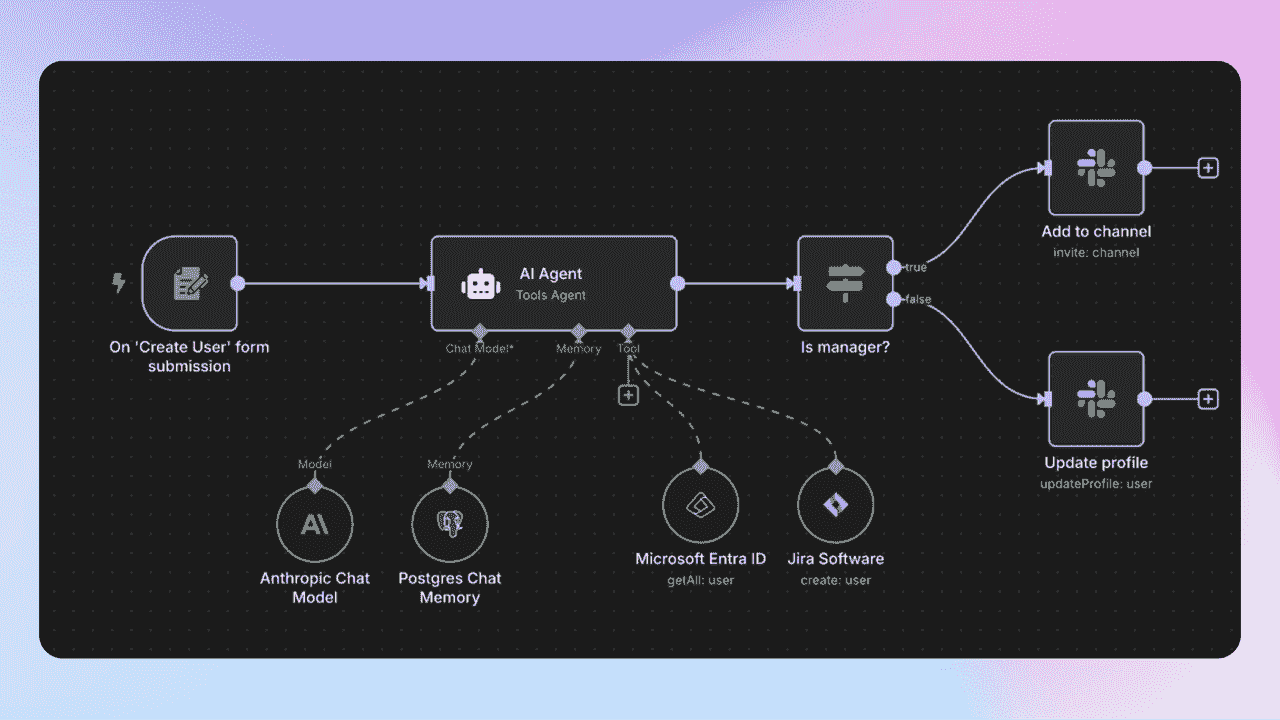 On 'Create User' form
submission
AI Agent
Tools Agent
Chat Model*
Memory
Tool
Model
Anthropic Chat
Model
Memory
Postgres Chat
Memory
Microsoft Entra ID
getAll: user
Jira Software
create: user
Is manager?
true
false
Add to channel
invite: channel
Update profile
updateProfile: user